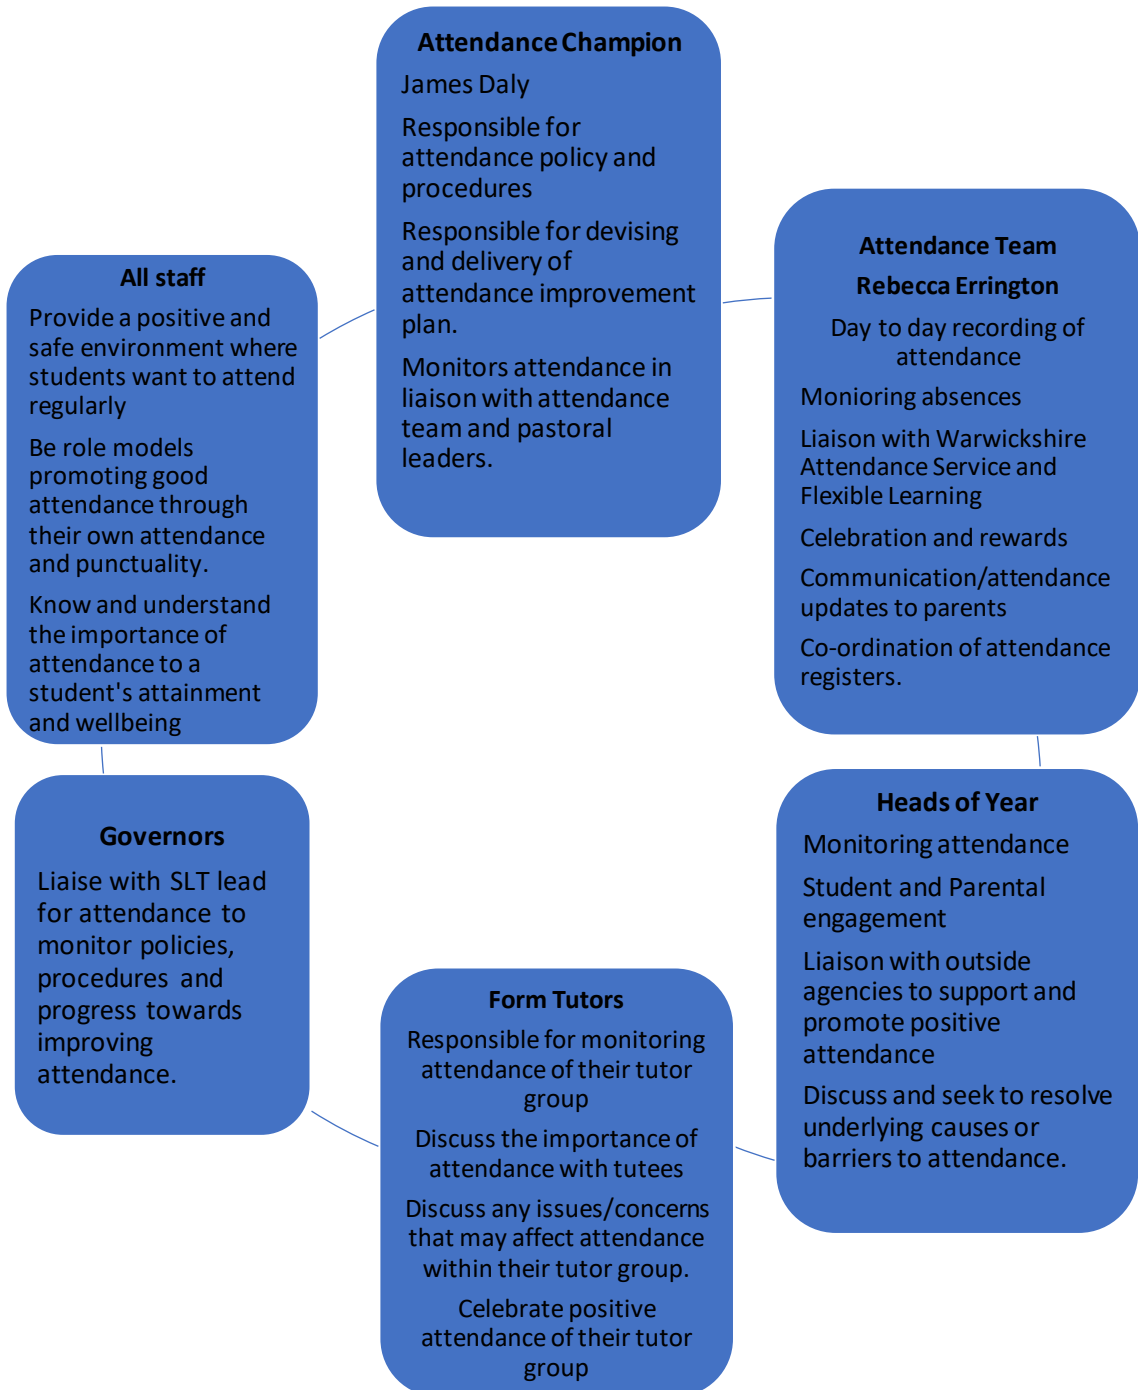 Attendance Champion
James Daly
Responsible for
attendance policy and
procedures
Responsible for devising
and delivery of
attendance improvement
plan.
Monitors attendance in
liaison with attendance
team and pastoral
leaders.
Attendance Team
Rebecca Errington
Day to day recording of
attendance
Monioring absences
Liaison with Warwickshire
Attendance Service and
Flexible Learning
Celebration and rewards
Communication/attendance
updates to parents
Co-ordination of attendance
registers.
Heads of Year
Monitoring attendance
Student and Parental
engagement
Liaison with outside
agencies to support and
promote positive
attendance
Discuss and seek to resolve
underlying causes or
barriers to attendance.
Form Tutors
Responsible for monitoring
attendance of their tutor
group
Discuss the importance of
attendance with tutees
Discuss any issues/concerns
that may affect attendance
within their tutor group.
Celebrate positive
attendance of their tutor
group
Governors
Liaise with SLT lead
for attendance to
monitor policies,
procedures and
progress towards
improving
attendance.
All staff
Provide a positive and
safe environment where
students want to attend
regularly
Be role models
promoting good
attendance through
their own attendance
and punctuality.
Know and understand
the importance of
attendance to a
student's attainment
and wellbeing